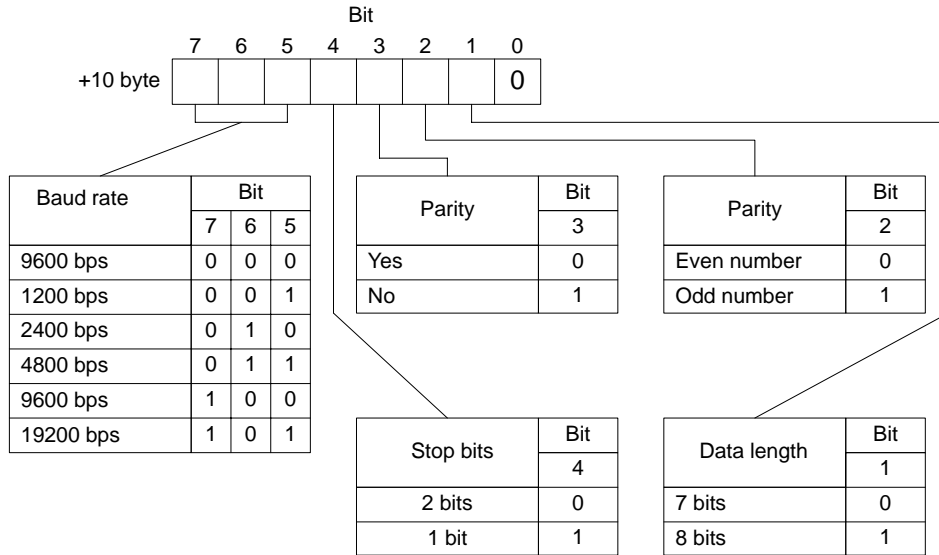 Bit
7 6 5 4 3 2 1 0
+10 byte 0
Baud rate Bit
7 6 5
9600 bps 0 0 0
1200 bps 0 0 1
2400 bps 0 1 0
4800 bps 0 1 1
9600 bps 1 0 0
19200 bps 1 0 1
Parity Bit
3
Yes 0
No 1
Parity Bit
2
Even number 0
Odd number 1
Stop bits Bit
4
2 bits 0
1 bit 1
Data length Bit
1
7 bits 0
8 bits 1